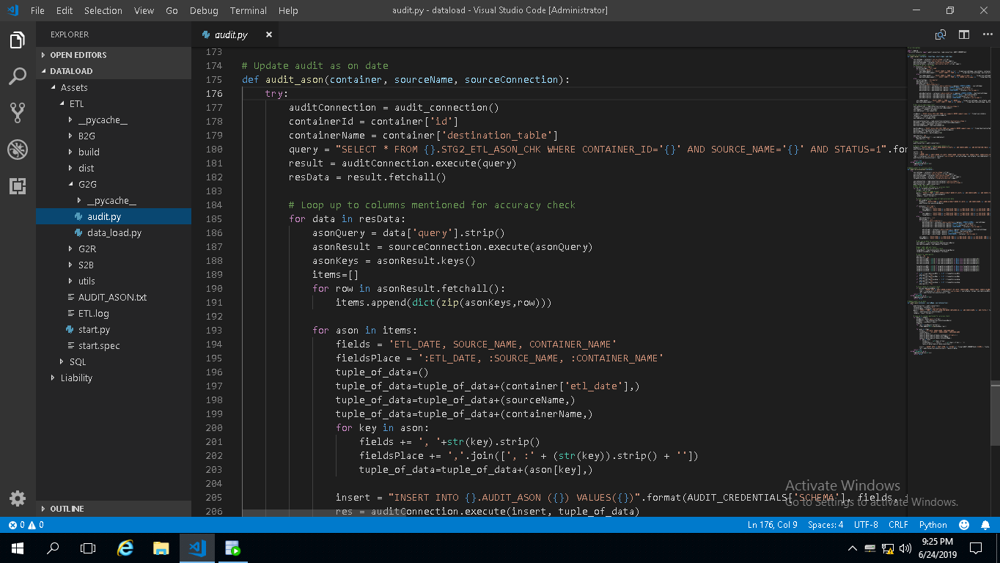 File Edit Selection View Go Debug Terminal Help
audit.py - dataload - Visual Studio Code [Administrator]
EXPLORER
OPEN EDITORS
DATALOAD
Assets
ETL
__pycache__
B2G
build
dist
G2G
__pycache__
audit.py
data_load.py
G2R
S2B
utils
AUDIT_ASON.txt
ETL.log
start.py
start.spec
SQL
Liability
OUTLINE
audit.py
173
174 # Update audit as on date
175 def audit_ason(container, sourceName, sourceConnection):
176 try:
177 auditConnection = audit_connection()
178 containerId = container['id']
179 containerName = container['destination_table']
180 query = "SELECT * FROM {}.STG2_ETL_ASON_CHK WHERE CONTAINER_ID='{}' AND SOURCE_NAME='{}' AND STATUS=1".for
181 result = auditConnection.execute(query)
182 resData = result.fetchall()
183
184 # Loop up to columns mentioned for accuracy check
185 for data in resData:
186 asonQuery = data['query'].strip()
187 asonResult = sourceConnection.execute(asonQuery)
188 asonKeys = asonResult.keys()
189 items=[]
190 for row in asonResult.fetchall():
191 items.append(dict(zip(asonKeys,row)))
192
193 for ason in items:
194 fields = 'ETL_DATE, SOURCE_NAME, CONTAINER_NAME'
195 fieldsPlace = ':ETL_DATE, :SOURCE_NAME, :CONTAINER_NAME'
196 tuple_of_data=()
197 tuple_of_data=tuple_of_data+(container['etl_date'],)
198 tuple_of_data=tuple_of_data+(sourceName,)
199 tuple_of_data=tuple_of_data+(containerName,)
200 for key in ason:
201 fields += ', '+str(key).strip()
202 fieldsPlace += ','.join([', :' + (str(key)).strip() + ''])
203 tuple_of_data=tuple_of_data+(ason[key],)
204
205 insert = "INSERT INTO {}.AUDIT_ASON ({}) VALUES({})".format(AUDIT_CREDENTIALS['SCHEMA'], fields,
206 res = auditConnection.execute(insert, tuple_of_data)
Activate Windows
Go to Settings to activate Windows.
0 0
Ln 176, Col 9 Spaces: 4 UTF-8 CRLF Python
9:25 PM
6/24/2019